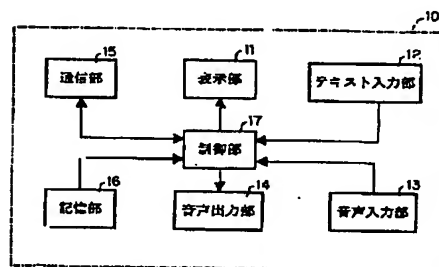 10
15
11
12
通信部
表示部
テキスト入力部
17
制御部
16
14
13
記信部
音声出力部
音声入力部